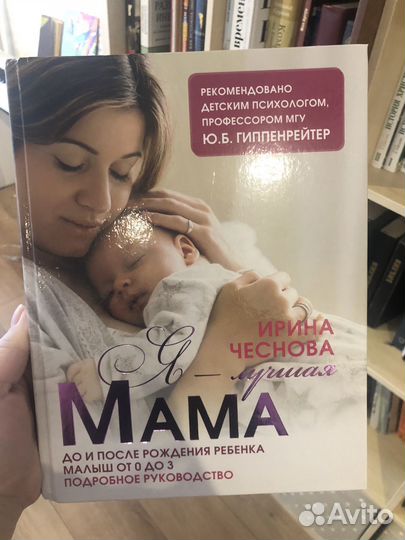 РЕКОМЕНДОВАНО
ДЕТСКИМ ПСИХОЛОГОМ,
ПРОФЕССОРОМ МГУ
Ю.Б. ГИППЕНРЕЙТЕР
ИРИНА
ЧЕСНОВА
Я – лучшая
МАМА
ДО И ПОСЛЕ РОЖДЕНИЯ РЕБЕНКА
МАЛЫШ ОТ 0 ДО 3
ПОДРОБНОЕ РУКОВОДСТВО
Avito